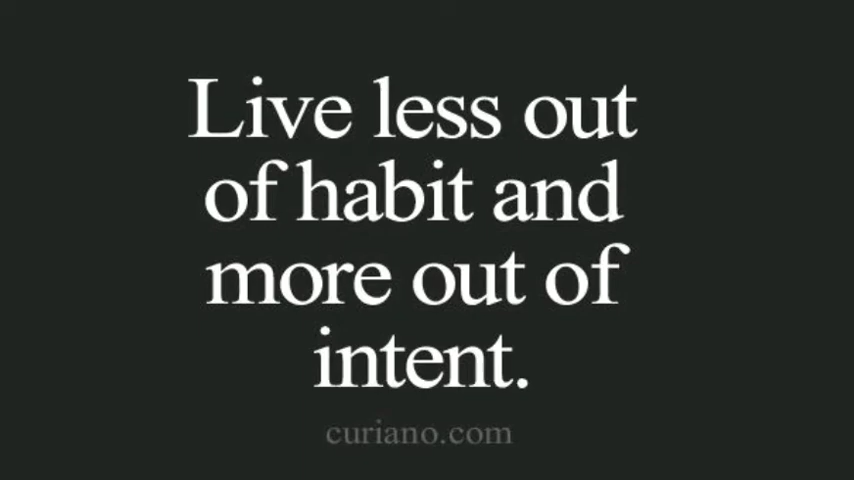 Live less out
of habit and
more out of
intent.
curiano.com